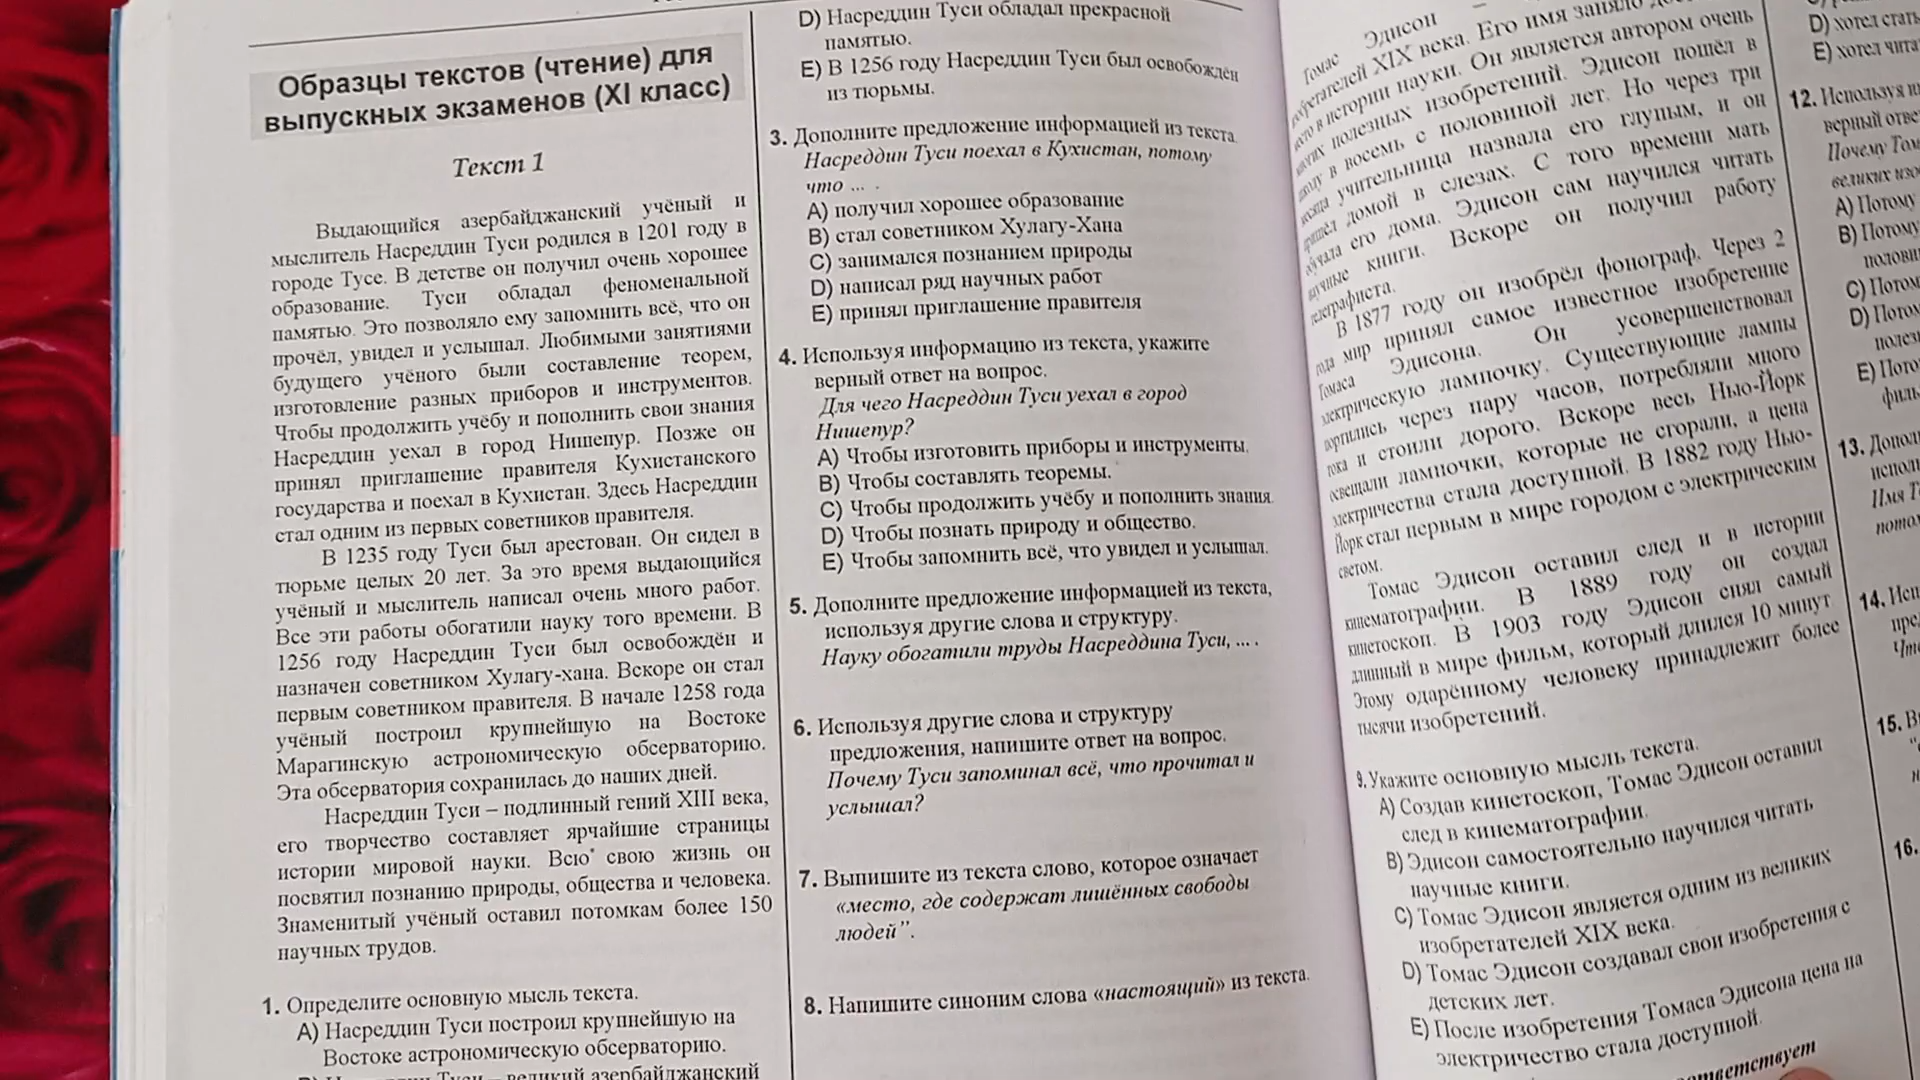 Образцы текстов (чтение) для
выпускных экзаменов (XI класс)
Текст 1
Выдающийся азербайджанский учёный и
мыслитель Насреддин Туси родился в 1201 году в
городе Тусе. В детстве он получил очень хорошее
образование. Туси обладал феноменальной
памятью. Это позволяло ему запомнить всё, что он
прочёл, увидел и услышал. Любимыми занятиями
будущего учёного были составление теорем,
изготовление разных приборов и инструментов.
Чтобы продолжить учёбу и пополнить свои знания
Насреддин уехал в город Нишепур. Позже он
принял приглашение правителя Кухистанского
государства и поехал в Кухистан. Здесь Насреддин
стал одним из первых советников правителя.
В 1235 году Туси был арестован. Он сидел в
тюрьме целых 20 лет. За это время выдающийся
учёный и мыслитель написал очень много работ.
Все эти работы обогатили науку того времени. В
1256 году Насреддин Туси был освобождён и
назначен советником Хулагу-хана. Вскоре он стал
первым советником правителя. В начале 1258 года
учёный построил крупнейшую на Востоке
Марагинскую астрономическую обсерваторию.
Эта обсерватория сохранилась до наших дней.
Насреддин Туси – подлинный гений XIII века,
его творчество составляет ярчайшие страницы
истории мировой науки. Всю свою жизнь он
посвятил познанию природы, общества и человека.
Знаменитый учёный оставил потомкам более 150
научных трудов.
1. Определите основную мысль текста.
A) Насреддин Туси построил крупнейшую на
Востоке астрономическую обсерваторию.
Туси – великий азербайджанский
D) Насреддин Туси обладал прекрасной
памятью.
E) В 1256 году Насреддин Туси был освобождён
из тюрьмы.
3. Дополните предложение информацией из текста.
Насреддин Туси поехал в Кухистан, потому
что ... .
A) получил хорошее образование
B) стал советником Хулагу-Хана
C) занимался познанием природы
D) написал ряд научных работ
E) принял приглашение правителя
4. Используя информацию из текста, укажите
верный ответ на вопрос.
Для чего Насреддин Туси уехал в город
Нишепур?
A) Чтобы изготовить приборы и инструменты.
B) Чтобы составлять теоремы.
C) Чтобы продолжить учёбу и пополнить знания.
D) Чтобы познать природу и общество.
E) Чтобы запомнить всё, что увидел и услышал.
5. Дополните предложение информацией из текста,
используя другие слова и структуру.
Науку обогатили труды Насреддина Туси, ... .
6. Используя другие слова и структуру
предложения, напишите ответ на вопрос.
Почему Туси запоминал всё, что прочитал и
услышал?
7. Выпишите из текста слово, которое означает
«место, где содержат лишённых свободы
людей”.
8. Напишите синоним слова «настоящий» из текста.
Томас Эдисон –
XIX века. Его имя заняло
в истории науки. Он является автором очень
полезных изобретений. Эдисон пошёл в
в восемь с половиной лет. Но через три
учительница назвала его глупым, и он
домой в слезах. С того времени мать
его дома. Эдисон сам научился читать
книги. Вскоре он получил работу
В 1877 году он изобрёл фонограф. Через 2
года мир принял самое известное изобретение
Томаса Эдисона. Он усовершенствовал
электрическую лампочку. Существующие лампы
портились через пару часов, потребляли много
тока и стоили дорого. Вскоре весь Нью-Йорк
освещали лампочки, которые не сгорали, а цена
электричества стала доступной. В 1882 году Нью-
Йорк стал первым в мире городом с электрическим
светом.
Томас Эдисон оставил след и в истории
кинематографии. В 1889 году он создал
кинетоскоп. В 1903 году Эдисон снял самый
длинный в мире фильм, который длился 10 минут.
Этому одарённому человеку принадлежит более
тысячи изобретений.
9. Укажите основную мысль текста.
A) Создав кинетоскоп, Томас Эдисон оставил
след в кинематографии.
B) Эдисон самостоятельно научился читать
научные книги.
C) Томас Эдисон является одним из великих
изобретателей XIX века.
D) Томас Эдисон создавал свои изобретения с
детских лет.
E) После изобретения Томаса Эдисона цена на
электричество стала доступной.
D) хотел
E) хотел
12. Используя
верный
Почему
великих
A) Потому
B) Потому
C)
D)
E)
13.
Имя
14.
15.
16.